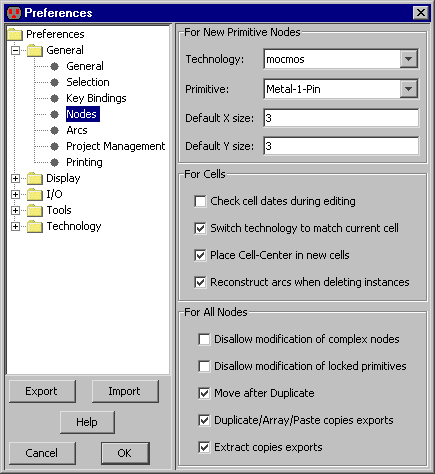 Preferences
Preferences
General
General
Selection
Key Bindings
Nodes
Arcs
Project Management
Printing
Display
I/O
Tools
Technology
Export
Import
Help
Cancel
OK
For New Primitive Nodes
Technology: mocmos
Primitive: Metal-1-Pin
Default X size: 3
Default Y size: 3
For Cells
Check cell dates during editing
Switch technology to match current cell
Place Cell-Center in new cells
Reconstruct arcs when deleting instances
For All Nodes
Disallow modification of complex nodes
Disallow modification of locked primitives
Move after Duplicate
Duplicate/Array/Paste copies exports
Extract copies exports